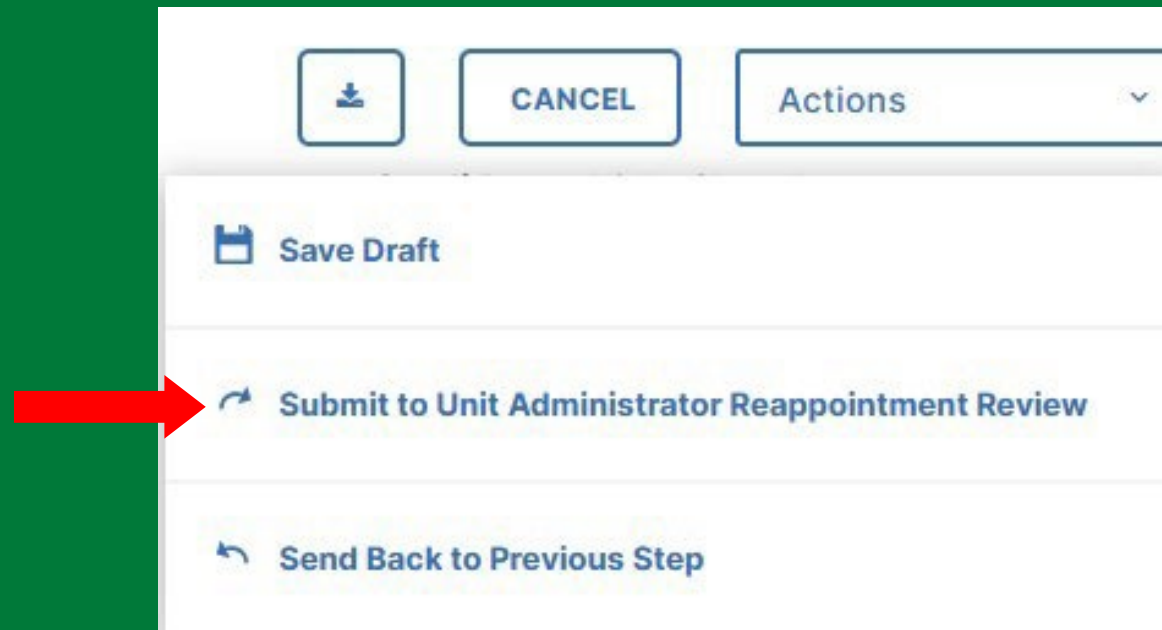 CANCEL
Actions
Save Draft
Submit to Unit Administrator Reappointment Review
Send Back to Previous Step